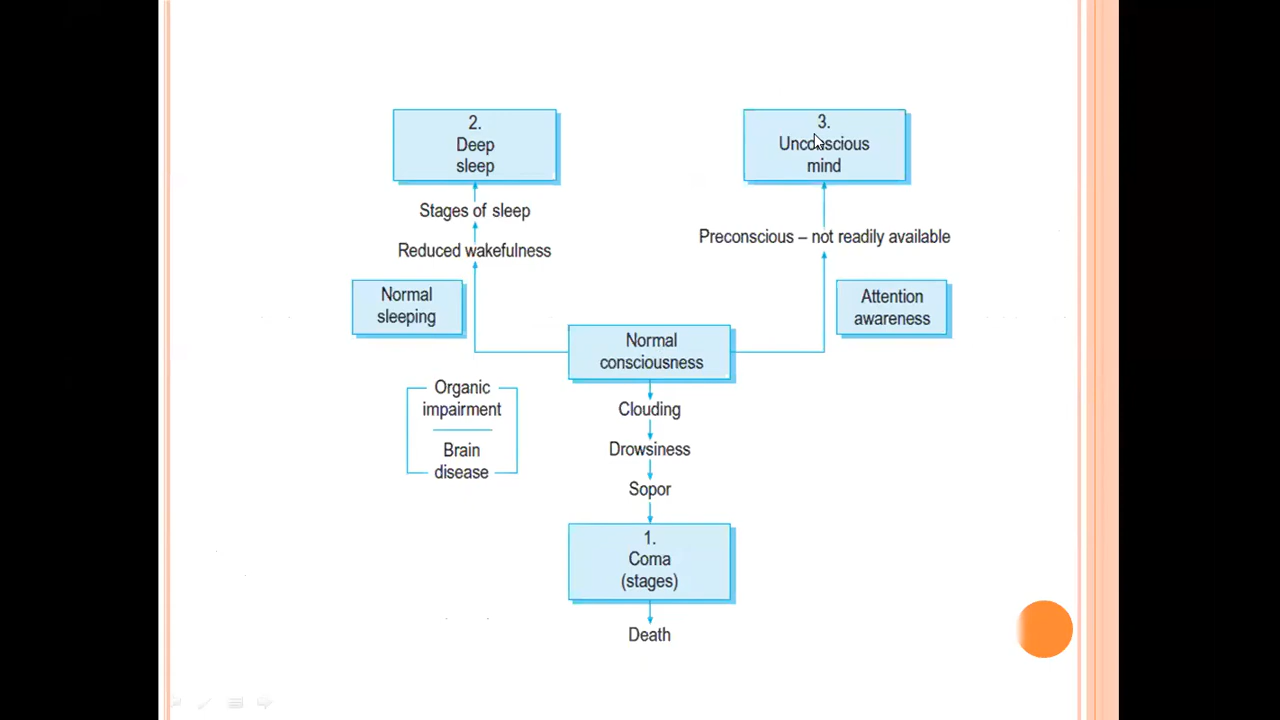 2.
Deep
sleep
3.
Unconscious
mind
Stages of sleep
Reduced wakefulness
Preconscious – not readily available
Normal
sleeping
Attention
awareness
Normal
consciousness
Organic
impairment
Brain
disease
Clouding
Drowsiness
Sopor
1.
Coma
(stages)
Death